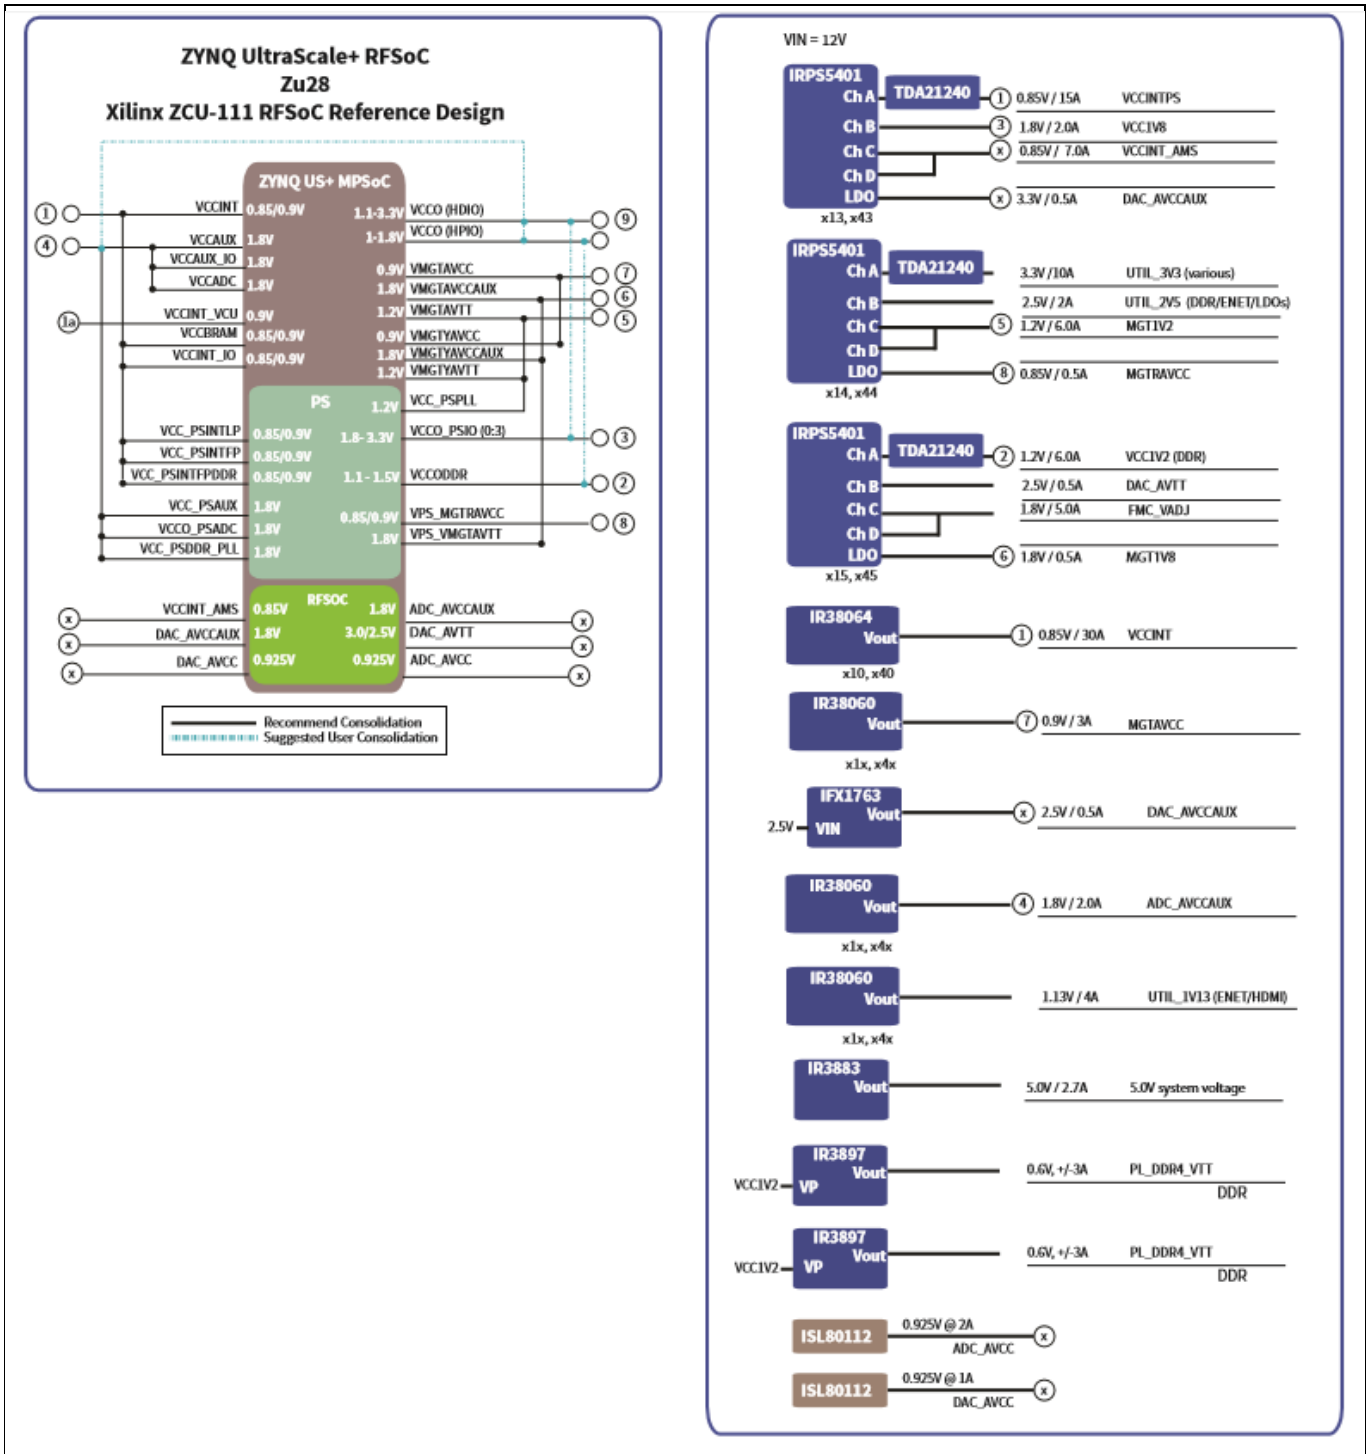 ZYNQ UltraScale+ RFSoC
Zu28
Xilinx ZCU-111 RFSoC Reference Design
ZYNQ US+ MPSoC
1 VCCINT 0.85/0.9V 1.1-3.3V VCCO (HDIO) 9
4 VCCAUX 1.8V 1-1.8V VCCO (HPIO)
VCCAUX_IO 1.8V 0.9V VMGTAVCC 7
VCCADC 1.8V 1.8V VMGTAVCCAUX 6
1a VCCINT_VCU 0.9V 1.2V VMGTAVTT 5
VCCBRAM 0.85/0.9V 0.9V VMGTYAVCC
VCCINT_IO 0.85/0.9V 1.8V VMGTYAVCCAUX
1.2V VMGTYAVTT
PS 1.2V VCC_PSPLL
VCC_PSINTLP 0.85/0.9V 1.8-3.3V VCCO_PSIO (0:3) 3
VCC_PSINTFP 0.85/0.9V
VCC_PSINTFPDDR 0.85/0.9V 1.1-1.5V VCCODDR 2
VCC_PSAUX 1.8V 0.85/0.9V VPS_MGTRAVCC 8
VCCO_PSADC 1.8V 1.8V VPS_VMGTAVTT
VCC_PSDDR_PLL 1.8V
RFSOC
x VCCINT_AMS 0.85V 1.8V ADC_AVCCAUX x
x DAC_AVCCAUX 1.8V 3.0/2.5V DAC_AVTT x
x DAC_AVCC 0.925V 0.925V ADC_AVCC x
Recommend Consolidation
Suggested User Consolidation
VIN = 12V
IRPS5401
Ch A TDA21240 1 0.85V / 15A VCCINTPS
Ch B 3 1.8V / 2.0A VCC1V8
Ch C x 0.85V / 7.0A VCCINT_AMS
Ch D
LDO x 3.3V / 0.5A DAC_AVCCAUX
x13, x43
IRPS5401
Ch A TDA21240 3.3V /10A UTIL_3V3 (various)
Ch B 2.5V / 2A UTIL_2V5 (DDR/ENET/LDOs)
Ch C 5 1.2V / 6.0A MGT1V2
Ch D
LDO 8 0.85V / 0.5A MGTRAVCC
x14, x44
IRPS5401
Ch A TDA21240 2 1.2V / 6.0A VCC1V2 (DDR)
Ch B 2.5V / 0.5A DAC_AVTT
Ch C 1.8V / 5.0A FMC_VADJ
Ch D
LDO 6 1.8V / 0.5A MGT1V8
x15, x45
IR38064
Vout 1 0.85V / 30A VCCINT
x10, x40
IR38060
Vout 7 0.9V / 3A MGTAVCC
x1x, x4x
IFX1763
Vout x 2.5V / 0.5A DAC_AVCCAUX
2.5V VIN
IR38060
Vout 4 1.8V / 2.0A ADC_AVCCAUX
x1x, x4x
IR38060
Vout 1.13V / 4A UTIL_1V13 (ENET/HDMI)
x1x, x4x
IR3883
Vout 5.0V / 2.7A 5.0V system voltage
IR3897
Vout 0.6V, +/-3A PL_DDR4_VTT
VCC1V2 VP DDR
IR3897
Vout 0.6V, +/-3A PL_DDR4_VTT
VCC1V2 VP DDR
ISL80112 0.925V @ 2A x
ADC_AVCC
ISL80112 0.925V @ 1A x
DAC_AVCC